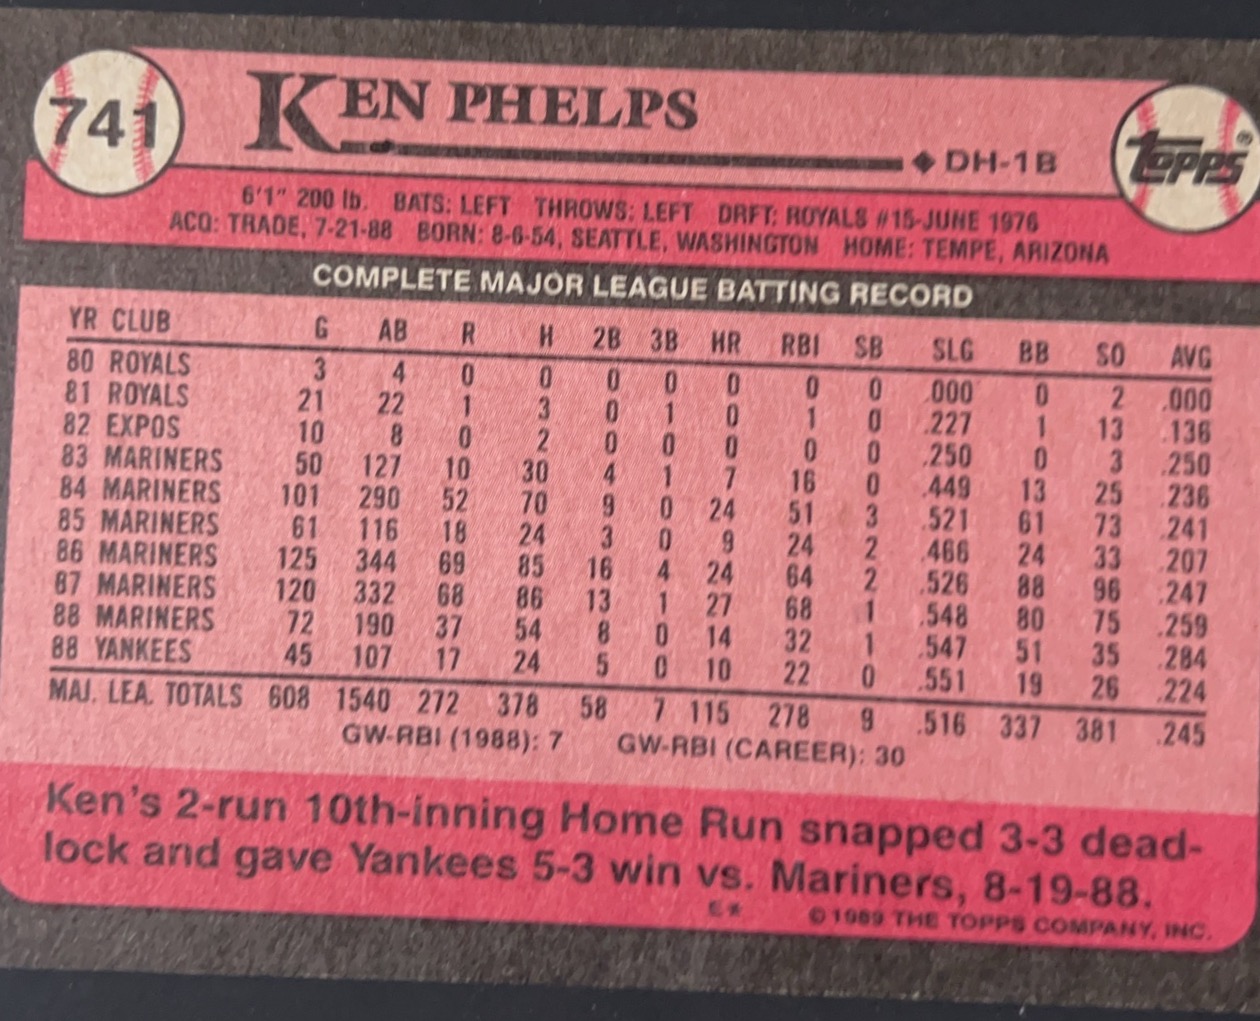 741
KEN PHELPS
DH-1B
TOPPS®
6'1" 200 lb. BATS: LEFT THROWS: LEFT DRFT: ROYALS #15-JUNE 1976
ACQ: TRADE, 7-21-88 BORN: 8-6-54, SEATTLE, WASHINGTON HOME: TEMPE, ARIZONA
COMPLETE MAJOR LEAGUE BATTING RECORD
YR CLUB G AB R H 2B 3B HR RBI SB SLG BB SO AVG
80 ROYALS 3 4 0 0 0 0 0 0 0 .000 0 2 .000
81 ROYALS 21 22 1 3 0 1 0 1 0 .227 1 13 .136
82 EXPOS 10 8 0 2 0 0 0 0 0 .250 0 3 .250
83 MARINERS 50 127 10 30 4 1 7 16 0 .449 13 25 .236
84 MARINERS 101 290 52 70 9 0 24 51 3 .521 61 73 .241
85 MARINERS 61 116 18 24 3 0 9 24 2 .466 24 33 .207
86 MARINERS 125 344 69 85 16 4 24 64 2 .526 88 96 .247
87 MARINERS 120 332 68 86 13 1 27 68 1 .548 80 75 .259
88 MARINERS 72 190 37 54 8 0 14 32 1 .547 51 35 .284
88 YANKEES 45 107 17 24 5 0 10 22 0 .551 19 26 .224
MAJ. LEA. TOTALS 608 1540 272 378 58 7 115 278 9 .516 337 381 .245
GW-RBI (1988): 7 GW-RBI (CAREER): 30
Ken's 2-run 10th-inning Home Run snapped 3-3 dead-
lock and gave Yankees 5-3 win vs. Mariners, 8-19-88.
E* © 1989 THE TOPPS COMPANY, INC.